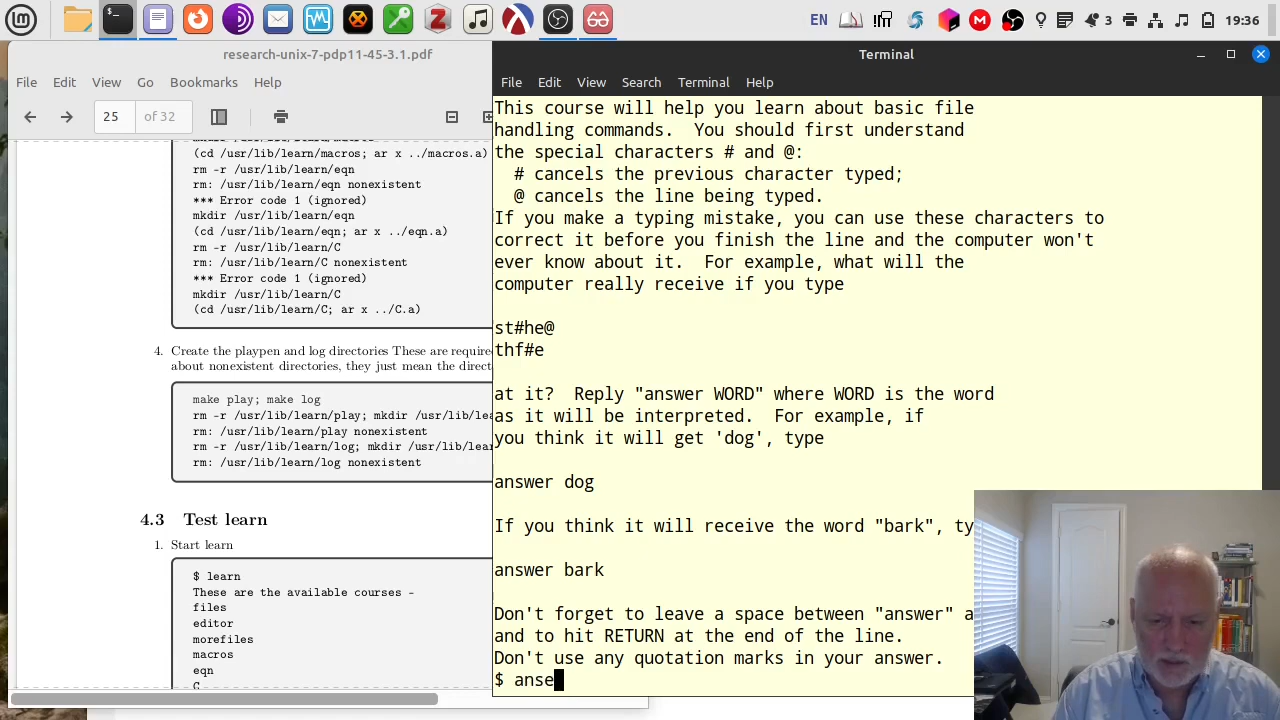 EN
3
19:36
research-unix-7-pdp11-45-3.1.pdf
File Edit View Go Bookmarks Help
25 of 32
(cd /usr/lib/learn/macros; ar x ../macros.a)
rm -r /usr/lib/learn/eqn
rm: /usr/lib/learn/eqn nonexistent
*** Error code 1 (ignored)
mkdir /usr/lib/learn/eqn
(cd /usr/lib/learn/eqn; ar x ../eqn.a)
rm -r /usr/lib/learn/C
rm: /usr/lib/learn/C nonexistent
*** Error code 1 (ignored)
mkdir /usr/lib/learn/C
(cd /usr/lib/learn/C; ar x ../C.a)
4. Create the playpen and log directories These are require
about nonexistent directories, they just mean the direct
make play; make log
rm -r /usr/lib/learn/play; mkdir /usr/lib/lea
rm: /usr/lib/learn/play nonexistent
rm -r /usr/lib/learn/log; mkdir /usr/lib/lear
rm: /usr/lib/learn/log nonexistent
4.3 Test learn
1. Start learn
$ learn
These are the available courses -
files
editor
morefiles
macros
eqn
C
Terminal
File Edit View Search Terminal Help
This course will help you learn about basic file
handling commands. You should first understand
the special characters # and @:
# cancels the previous character typed;
@ cancels the line being typed.
If you make a typing mistake, you can use these characters to
correct it before you finish the line and the computer won't
ever know about it. For example, what will the
computer really receive if you type
st#he@
thf#e
at it? Reply "answer WORD" where WORD is the word
as it will be interpreted. For example, if
you think it will get 'dog', type
answer dog
If you think it will receive the word "bark", ty
answer bark
Don't forget to leave a space between "answer" a
and to hit RETURN at the end of the line.
Don't use any quotation marks in your answer.
$ anse